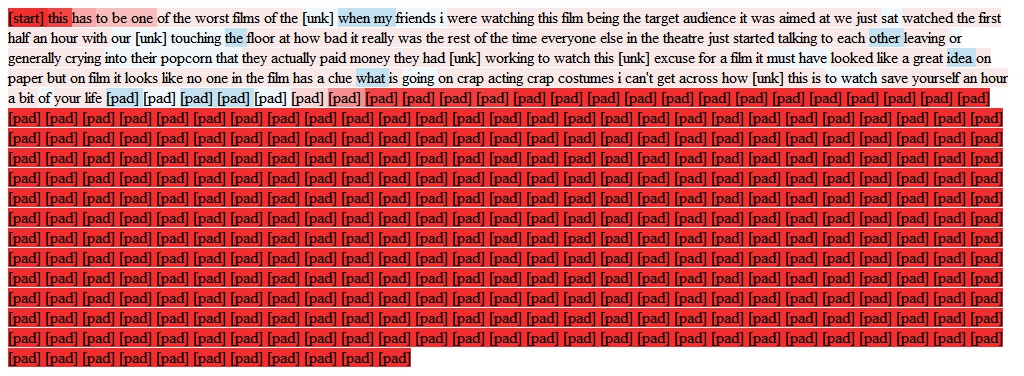 [start] this has to be one of the worst films of the [unk] when my friends i were watching this film being the target audience it was aimed at we just sat watched the first
half an hour with our [unk] touching the floor at how bad it really was the rest of the time everyone else in the theatre just started talking to each other leaving or
generally crying into their popcorn that they actually paid money they had [unk] working to watch this [unk] excuse for a film it must have looked like a great idea on
paper but on film it looks like no one in the film has a clue what is going on crap acting crap costumes i can't get across how [unk] this is to watch save yourself an hour
a bit of your life [pad] [pad] [pad] [pad] [pad] [pad] [pad] [pad] [pad] [pad] [pad] [pad] [pad] [pad] [pad] [pad] [pad] [pad] [pad] [pad] [pad] [pad] [pad] [pad]
[pad] [pad] [pad] [pad] [pad] [pad] [pad] [pad] [pad] [pad] [pad] [pad] [pad] [pad] [pad] [pad] [pad] [pad] [pad] [pad] [pad] [pad] [pad] [pad] [pad] [pad] [pad]
[pad] [pad] [pad] [pad] [pad] [pad] [pad] [pad] [pad] [pad] [pad] [pad] [pad] [pad] [pad] [pad] [pad] [pad] [pad] [pad] [pad] [pad] [pad] [pad] [pad] [pad] [pad]
[pad] [pad] [pad] [pad] [pad] [pad] [pad] [pad] [pad] [pad] [pad] [pad] [pad] [pad] [pad] [pad] [pad] [pad] [pad] [pad] [pad] [pad] [pad] [pad] [pad] [pad] [pad]
[pad] [pad] [pad] [pad] [pad] [pad] [pad] [pad] [pad] [pad] [pad] [pad] [pad] [pad] [pad] [pad] [pad] [pad] [pad] [pad] [pad] [pad] [pad] [pad] [pad] [pad] [pad]
[pad] [pad] [pad] [pad] [pad] [pad] [pad] [pad] [pad] [pad] [pad] [pad] [pad] [pad] [pad] [pad] [pad] [pad] [pad] [pad] [pad] [pad] [pad] [pad] [pad] [pad] [pad]
[pad] [pad] [pad] [pad] [pad] [pad] [pad] [pad] [pad] [pad] [pad] [pad] [pad] [pad] [pad] [pad] [pad] [pad] [pad] [pad] [pad] [pad] [pad] [pad] [pad] [pad] [pad]
[pad] [pad] [pad] [pad] [pad] [pad] [pad] [pad] [pad] [pad] [pad] [pad] [pad] [pad] [pad] [pad] [pad] [pad] [pad] [pad] [pad] [pad] [pad] [pad] [pad] [pad] [pad]
[pad] [pad] [pad] [pad] [pad] [pad] [pad] [pad] [pad] [pad] [pad] [pad] [pad] [pad] [pad] [pad] [pad] [pad] [pad] [pad] [pad] [pad] [pad] [pad] [pad] [pad] [pad]
[pad] [pad] [pad] [pad] [pad] [pad] [pad] [pad] [pad] [pad] [pad] [pad] [pad] [pad] [pad] [pad] [pad] [pad] [pad] [pad] [pad] [pad] [pad] [pad] [pad] [pad] [pad]
[pad] [pad] [pad] [pad] [pad] [pad] [pad] [pad] [pad] [pad] [pad] [pad] [pad] [pad] [pad] [pad] [pad] [pad] [pad] [pad] [pad] [pad] [pad] [pad] [pad] [pad] [pad]
[pad] [pad] [pad] [pad] [pad] [pad] [pad] [pad] [pad] [pad] [pad] [pad] [pad] [pad] [pad] [pad] [pad] [pad] [pad] [pad] [pad] [pad] [pad] [pad] [pad] [pad] [pad]
[pad] [pad] [pad] [pad] [pad] [pad] [pad] [pad] [pad] [pad] [pad] [pad] [pad] [pad] [pad] [pad] [pad] [pad] [pad] [pad] [pad] [pad] [pad] [pad] [pad] [pad] [pad]
[pad] [pad] [pad] [pad] [pad] [pad] [pad] [pad] [pad] [pad] [pad]